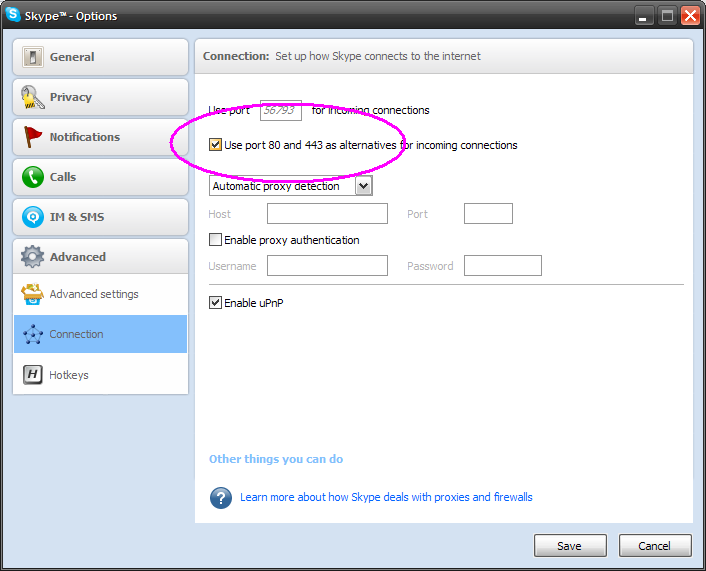 Skype™ - Options
General
Privacy
Notifications
Calls
IM & SMS
Advanced
Advanced settings
Connection
H Hotkeys
Connection: Set up how Skype connects to the internet
Use port 56793 for incoming connections
Use port 80 and 443 as alternatives for incoming connections
Automatic proxy detection
Host Port
Enable proxy authentication
Username Password
Enable uPnP
Other things you can do
? Learn more about how Skype deals with proxies and firewalls
Save Cancel